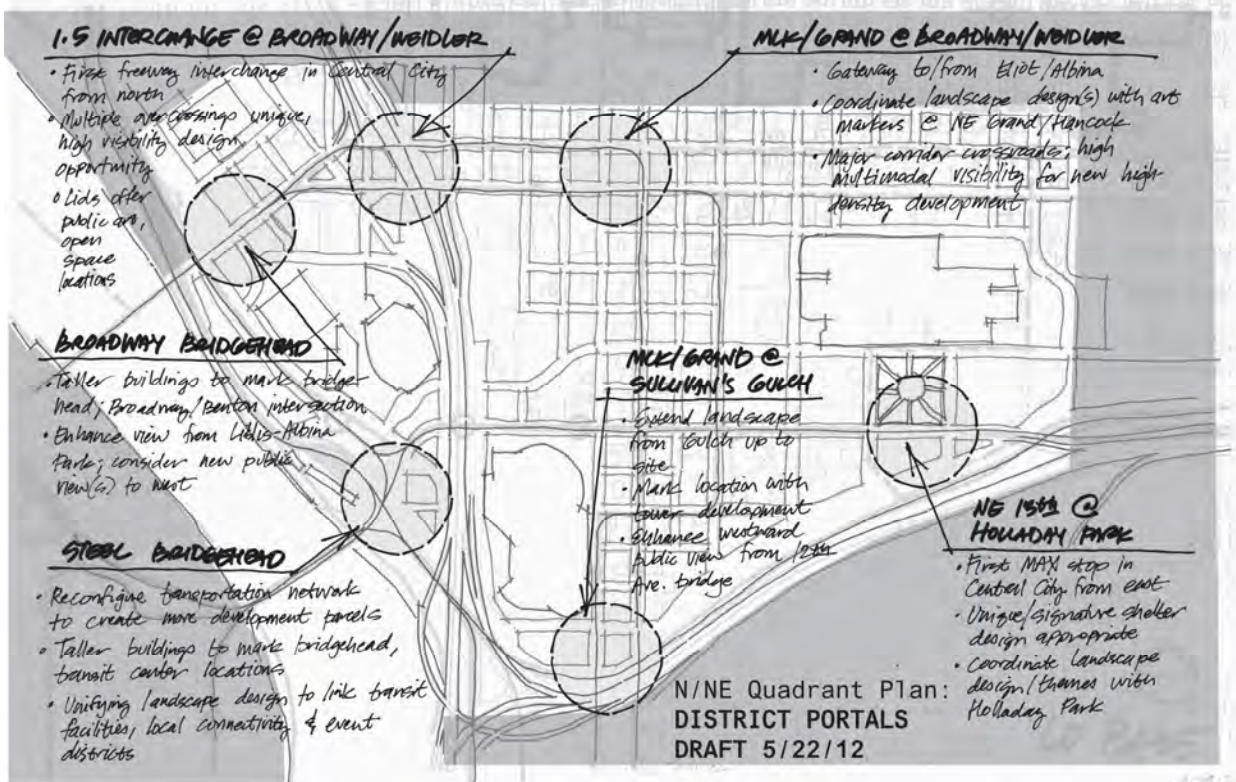 I-5 INTERCHANGE @ BROADWAY/WEIDLER
• First freeway interchange in Central City
from north
• Multiple overcrossings unique,
high visibility design
opportunity
• Lids offer
public art,
open
space
locations
MLK/GRAND @ BROADWAY/WEIDLER
• Gateway to/from Eliot/Albina
• Coordinate landscape design(s) with art
markers @ NE Grand/Hancock
• Major corridor crossroads; high
multimodal visibility for new high-
density development
BROADWAY BRIDGEHEAD
• Taller buildings to mark bridge-
head; Broadway/Benton intersection
• Enhance view from Lillis-Albina
Park; consider new public
view(s) to west
MLK/GRAND @
SULLIVAN'S GULCH
• Extend landscape
from Gulch up to
site
• Mark location with
tower development
• Enhance westward
public view from 12th
Ave. bridge
STEEL BRIDGEHEAD
• Reconfigure transportation network
to create more development parcels
• Taller buildings to mark bridgehead,
transit center locations
• Unifying landscape design to link transit
facilities, local connectivity & event
districts
NE 15th @
HOLLADAY PARK
• First MAX stop in
Central City from east
• Unique/signature shelter
design appropriate
• Coordinate landscape
design/themes with
Holladay Park
N/NE Quadrant Plan:
DISTRICT PORTALS
DRAFT 5/22/12